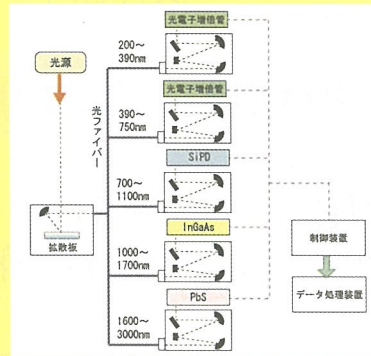 光電子増倍管
光源
200〜
390nm
光ファイバー
光電子増倍管
390〜
750nm
SiPD
700〜
1100nm
拡散板
InGaAs
制御装置
1000〜
1700nm
PbS
データ処理装置
1600〜
3000nm